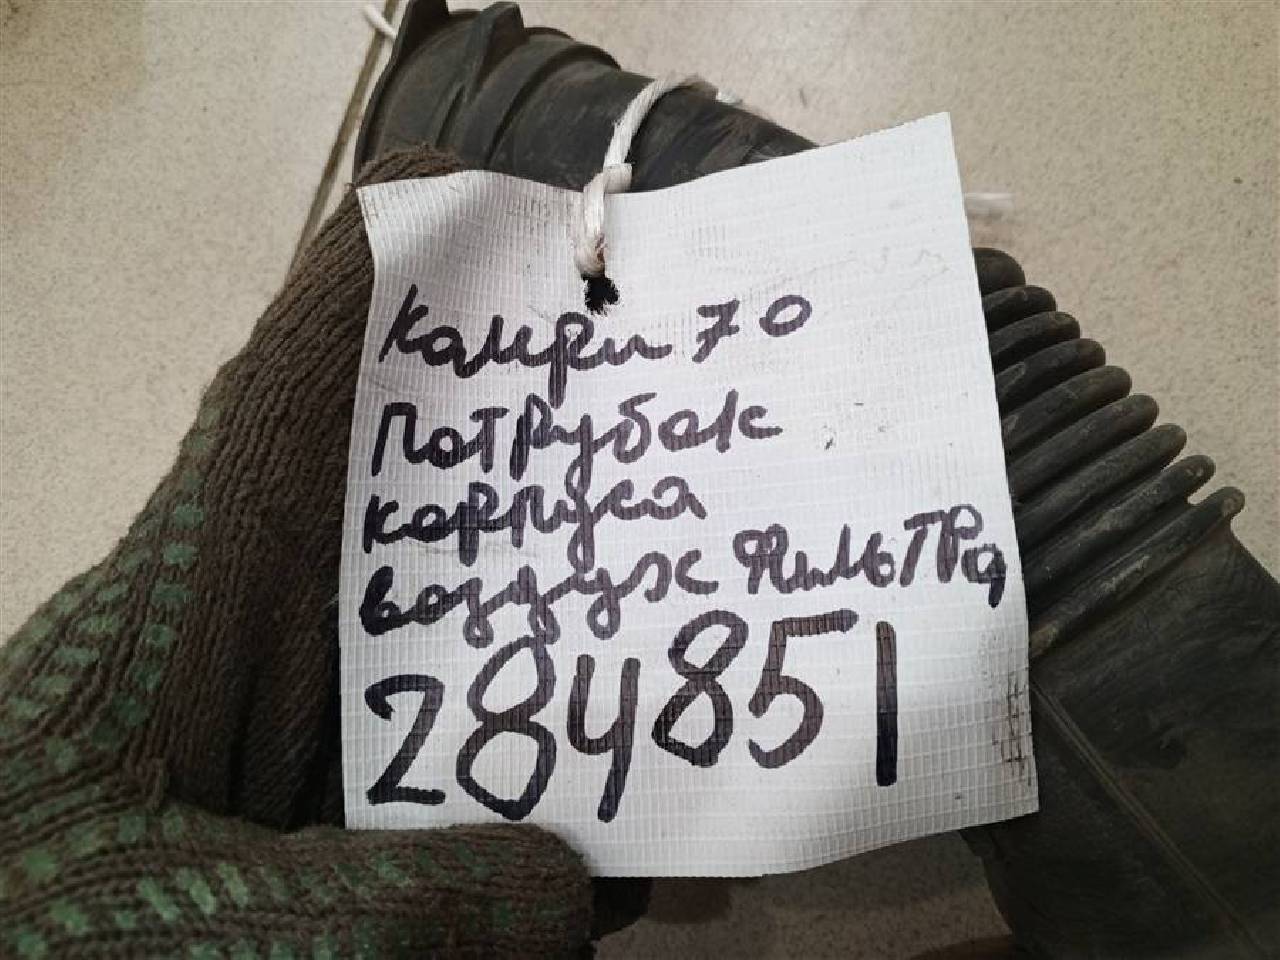 Камри 70
Патрубок
корпуса
воздух фильтра
284851